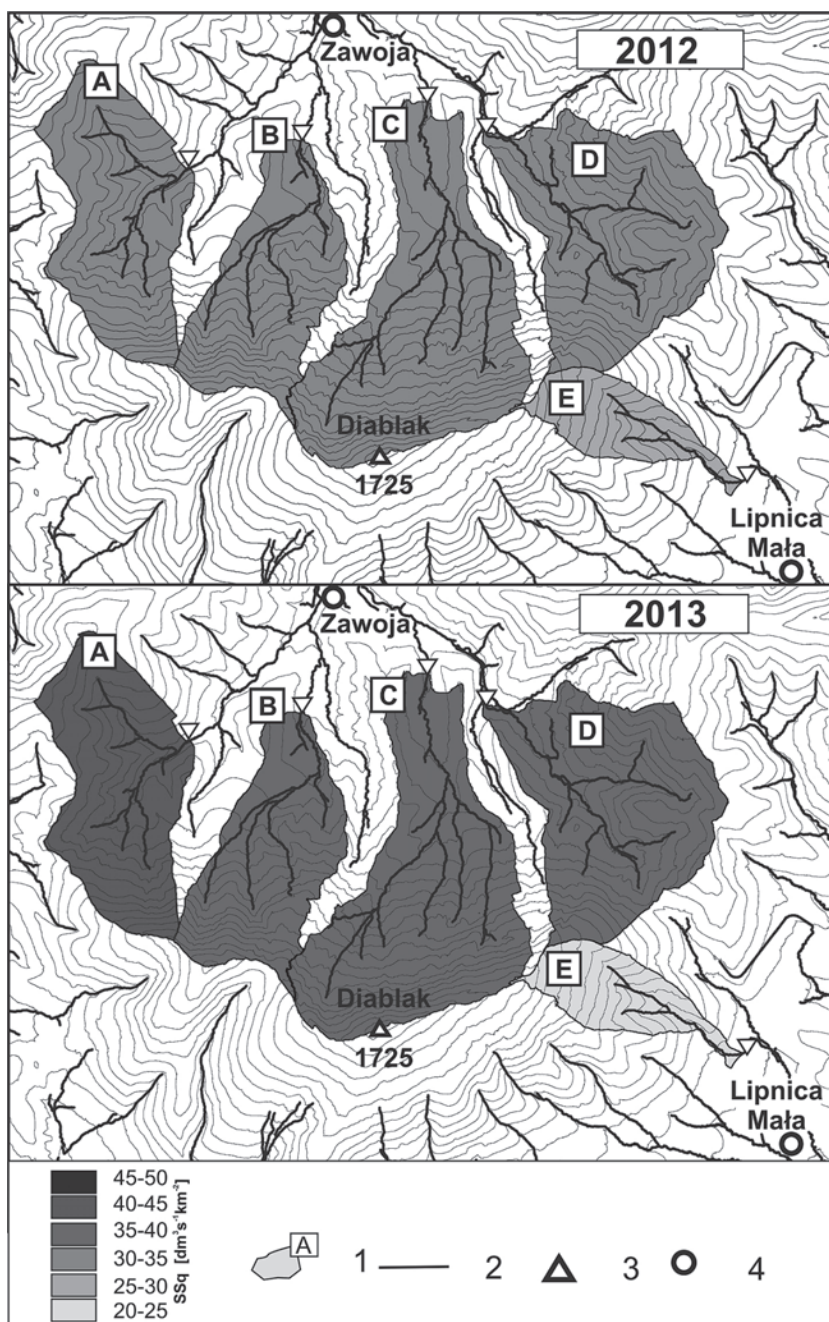 Zawoja
2012
A
B
C
D
E
Diablak
1725
Lipnica
Mała
2013
Zawoja
A
B
C
D
E
Diablak
1725
Lipnica
Mała
45-50
40-45
35-40
30-35
25-30
20-25
SSq [dm³s⁻¹km⁻²]
A
1
2
3
4